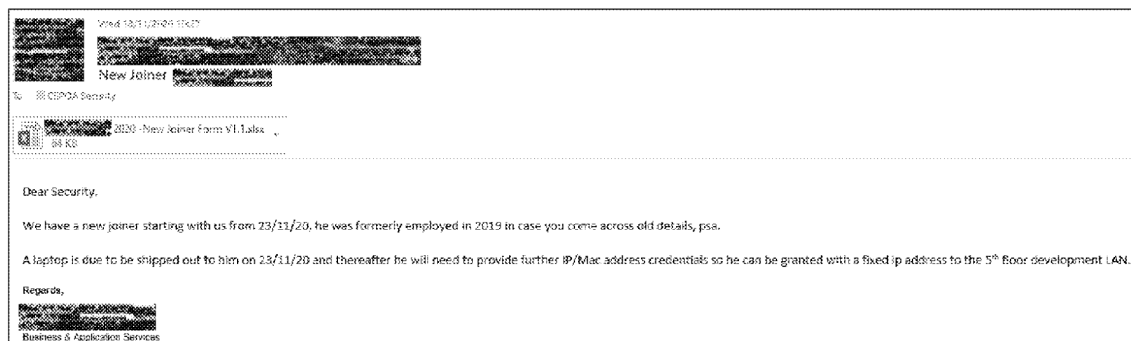 New Joiner
To
Security
2020 -New Joiner Form V1.1.xlsx
64 KB
Dear Security,
We have a new joiner starting with us from 23/11/20, he was formerly employed in 2019 in case you come across old details, psa.
A laptop is due to be shipped out to him on 23/11/20 and thereafter he will need to provide further IP/Mac address credentials so he can be granted with a fixed ip address to the 5th floor development LAN.
Regards,
Business & Application Services